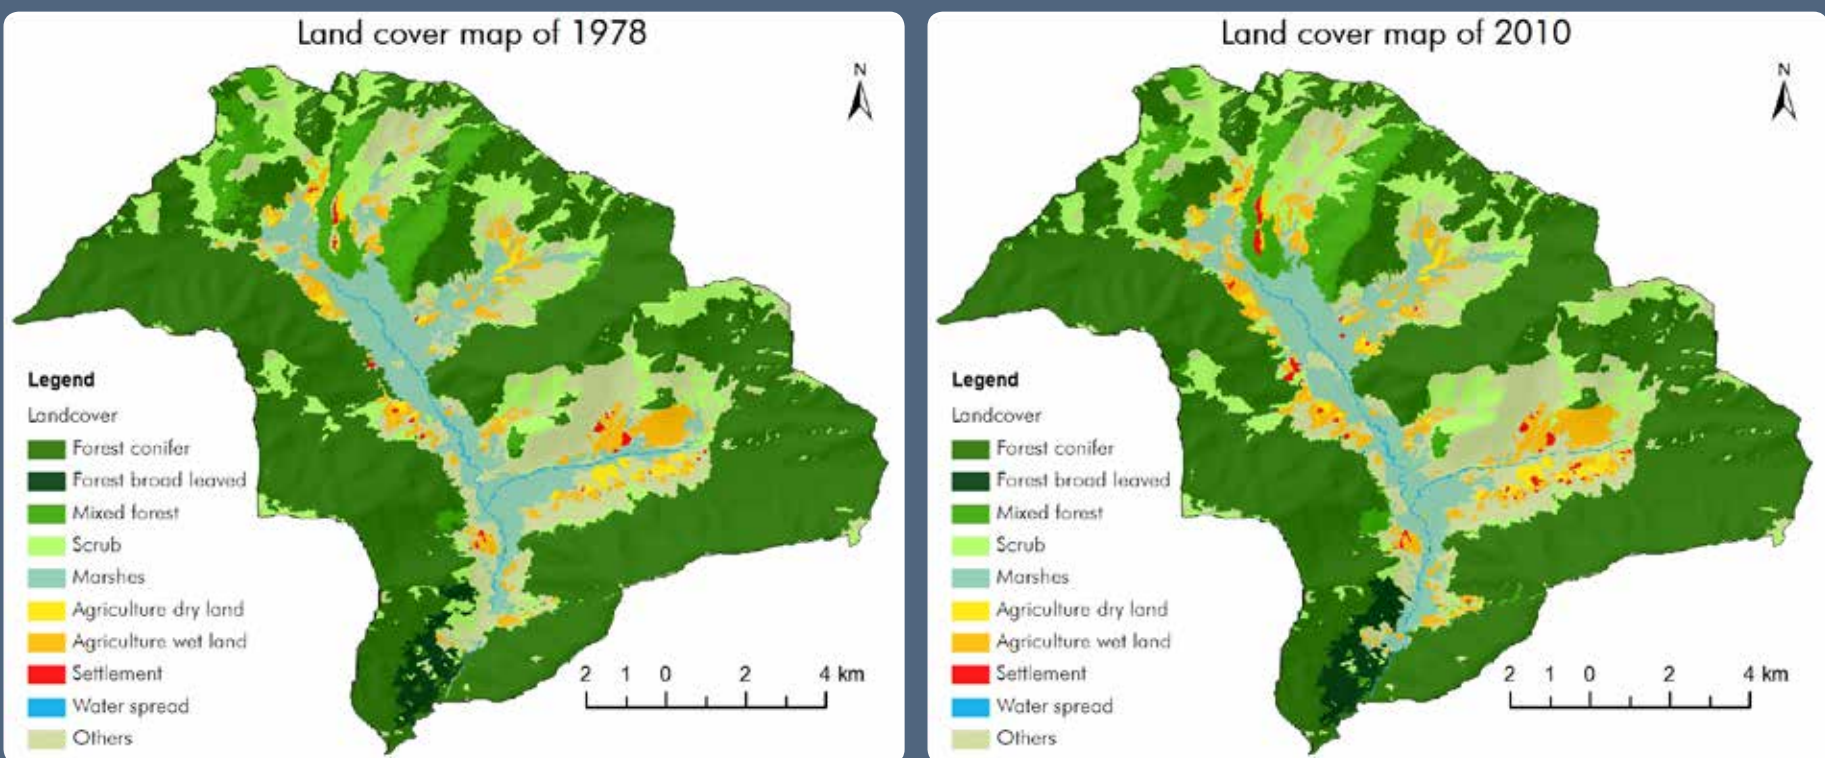 Land cover map of 1978
N
Legend
Landcover
Forest conifer
Forest broad leaved
Mixed forest
Scrub
Marshes
Agriculture dry land
Agriculture wet land
Settlement
Water spread
Others
2 1 0 2 4 km
Land cover map of 2010
N
Legend
Landcover
Forest conifer
Forest broad leaved
Mixed forest
Scrub
Marshes
Agriculture dry land
Agriculture wet land
Settlement
Water spread
Others
2 1 0 2 4 km